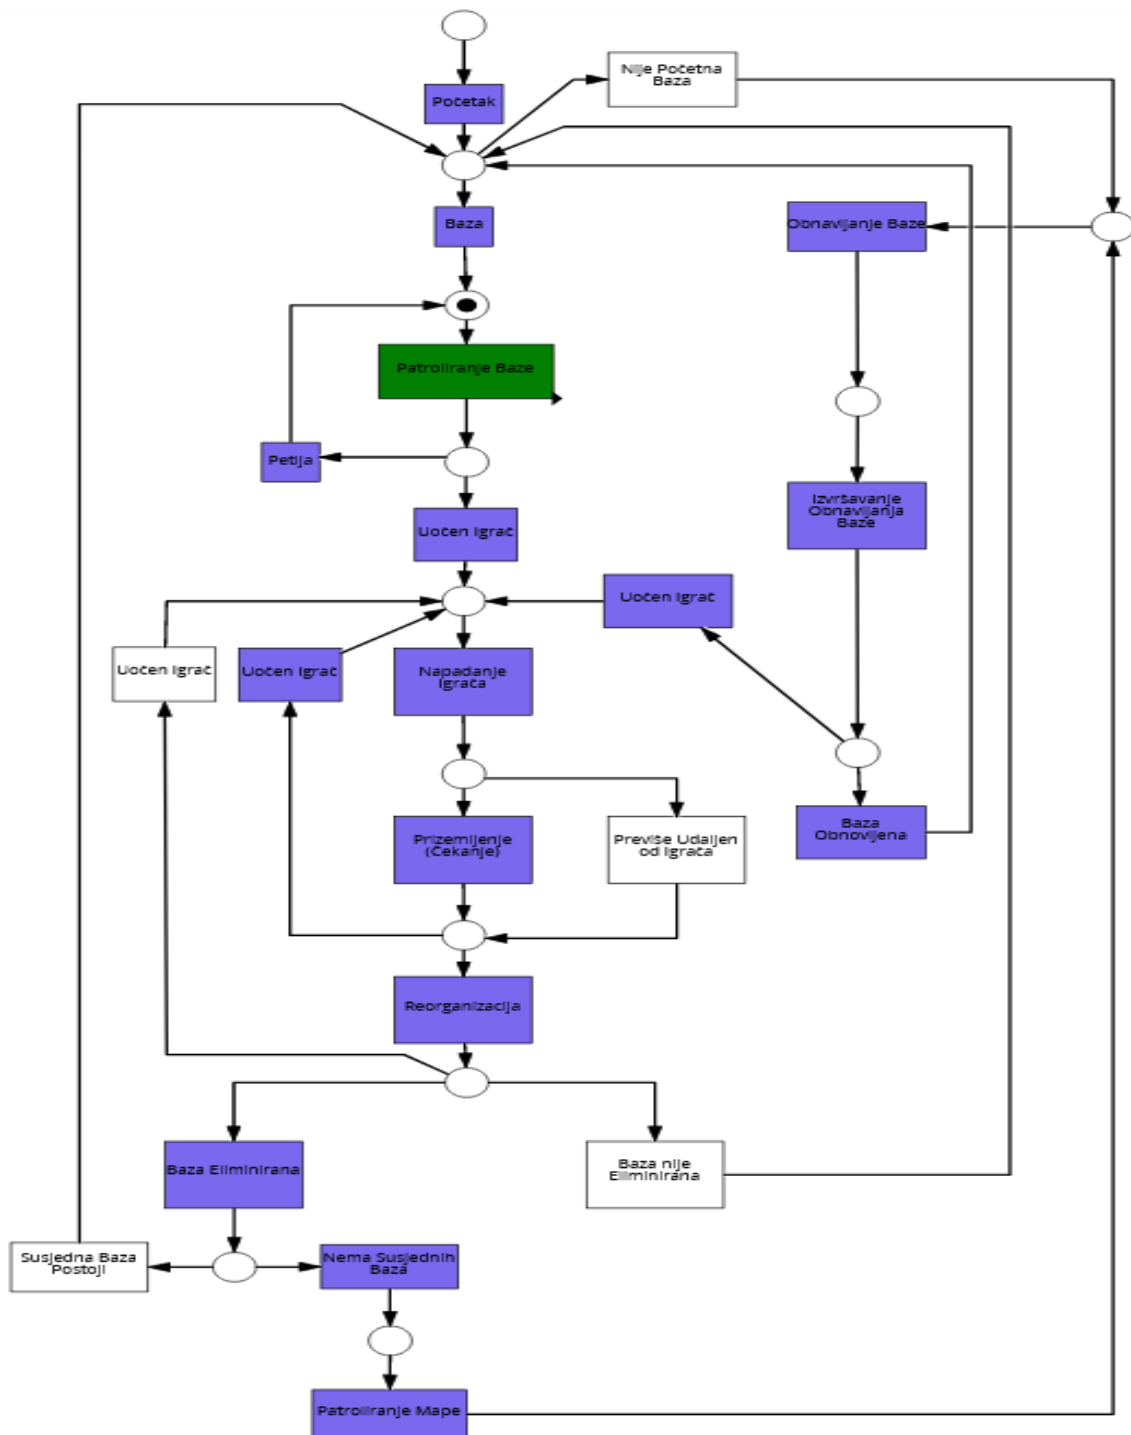 Nije Početna
Baza
Početak
Baza
Obnavljanje Baze
Patroliranje Baze
Petlja
Izvršavanje
Obnavljanja
Baze
Uočen Igrač
Uočen Igrač
Uočen Igrač
Uočen Igrač
Napadanje
Igrača
Prizemljenje
(Čekanje)
Previše Udaljen
od Igrača
Baza
Obnovljena
Reorganizacija
Baza Eliminirana
Baza nije
Eliminirana
Susjedna Baza
Postoji
Nema Susjednih
Baza
Patroliranje Mape